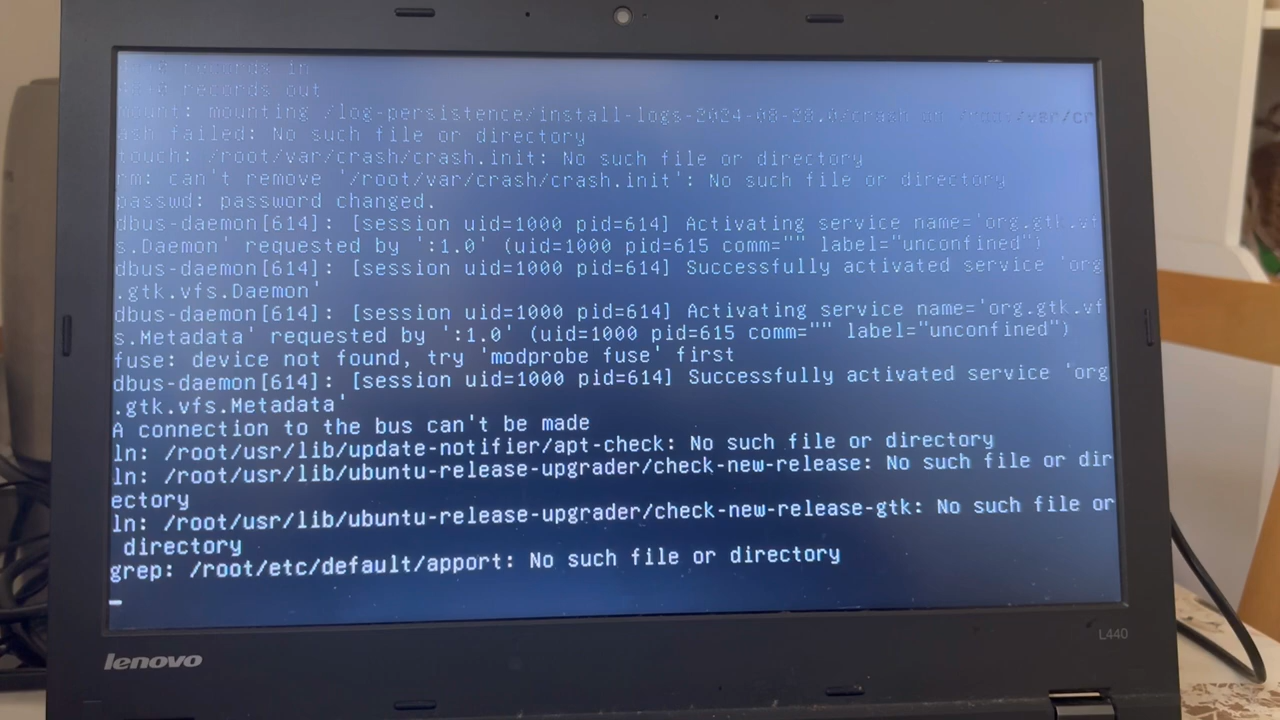 records in
records out
mount: mounting /log-persistence/install-logs-2024-08-28.0/crash on /root/var/cr
ash failed: No such file or directory
touch: /root/var/crash/crash.init: No such file or directory
rm: can't remove '/root/var/crash/crash.init': No such file or directory
passwd: password changed.
dbus-daemon[614]: [session uid=1000 pid=614] Activating service name='org.gtk.vf
s.Daemon' requested by ':1.0' (uid=1000 pid=615 comm="" label="unconfined")
dbus-daemon[614]: [session uid=1000 pid=614] Successfully activated service 'org
.gtk.vfs.Daemon'
dbus-daemon[614]: [session uid=1000 pid=614] Activating service name='org.gtk.vf
s.Metadata' requested by ':1.0' (uid=1000 pid=615 comm="" label="unconfined")
fuse: device not found, try 'modprobe fuse' first
dbus-daemon[614]: [session uid=1000 pid=614] Successfully activated service 'org
.gtk.vfs.Metadata'
A connection to the bus can't be made
ln: /root/usr/lib/update-notifier/apt-check: No such file or directory
ln: /root/usr/lib/ubuntu-release-upgrader/check-new-release: No such file or dir
ectory
ln: /root/usr/lib/ubuntu-release-upgrader/check-new-release-gtk: No such file or
directory
grep: /root/etc/default/apport: No such file or directory
lenovo
L440